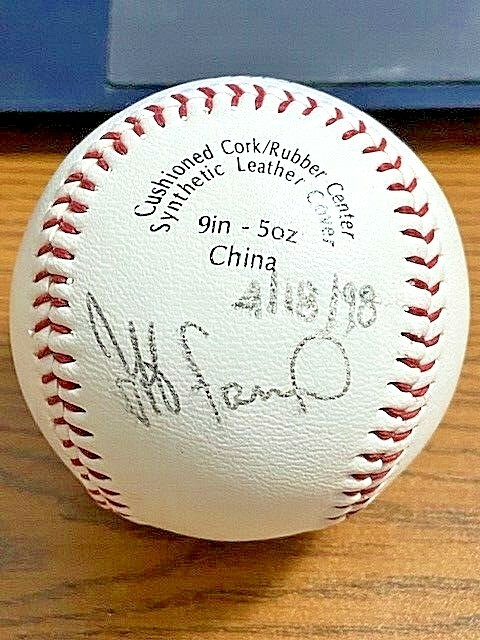 Cushioned Cork/Rubber Center
Synthetic Leather Cover
9in - 5oz
China
4/18/98